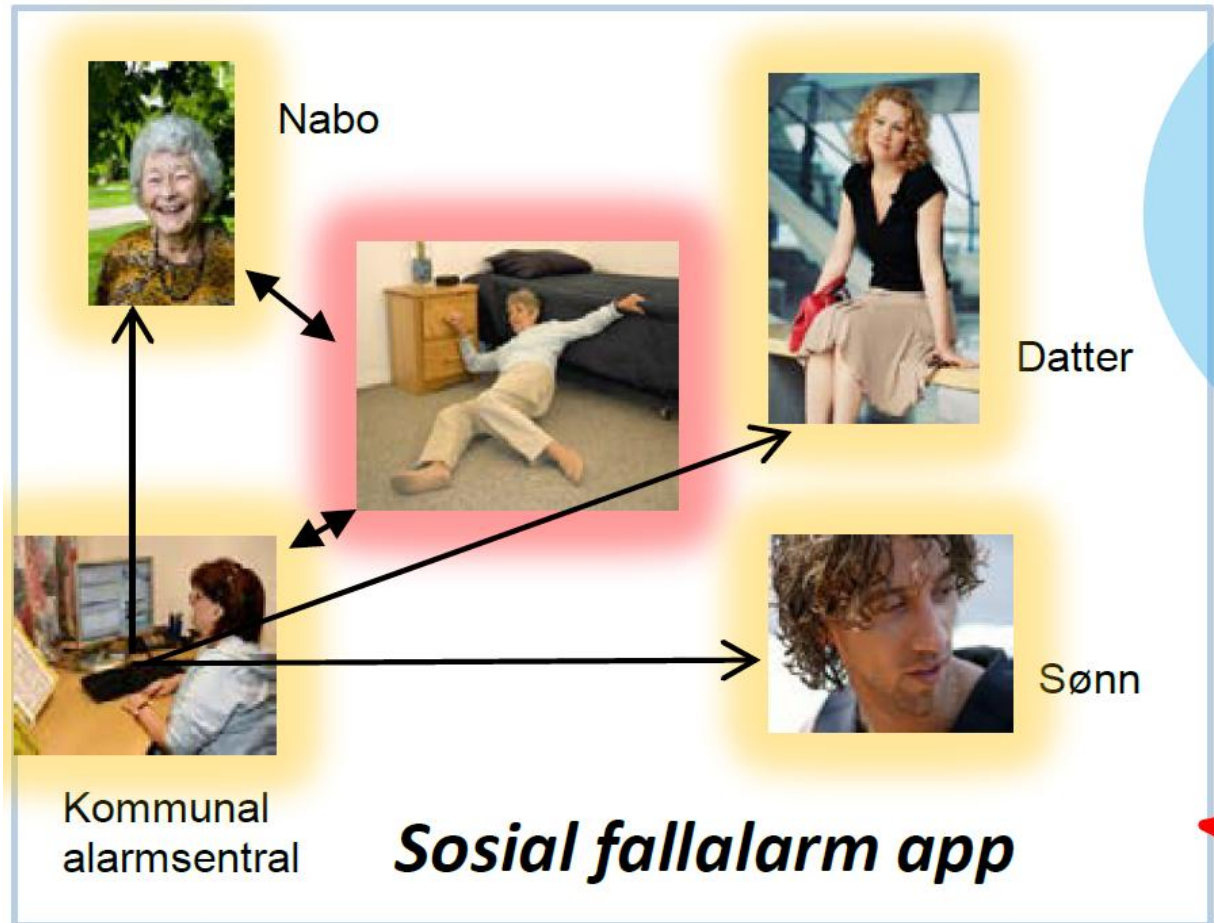 Nabo
Datter
Sønn
Kommunal
alarmsentral
Sosial fallalarm app